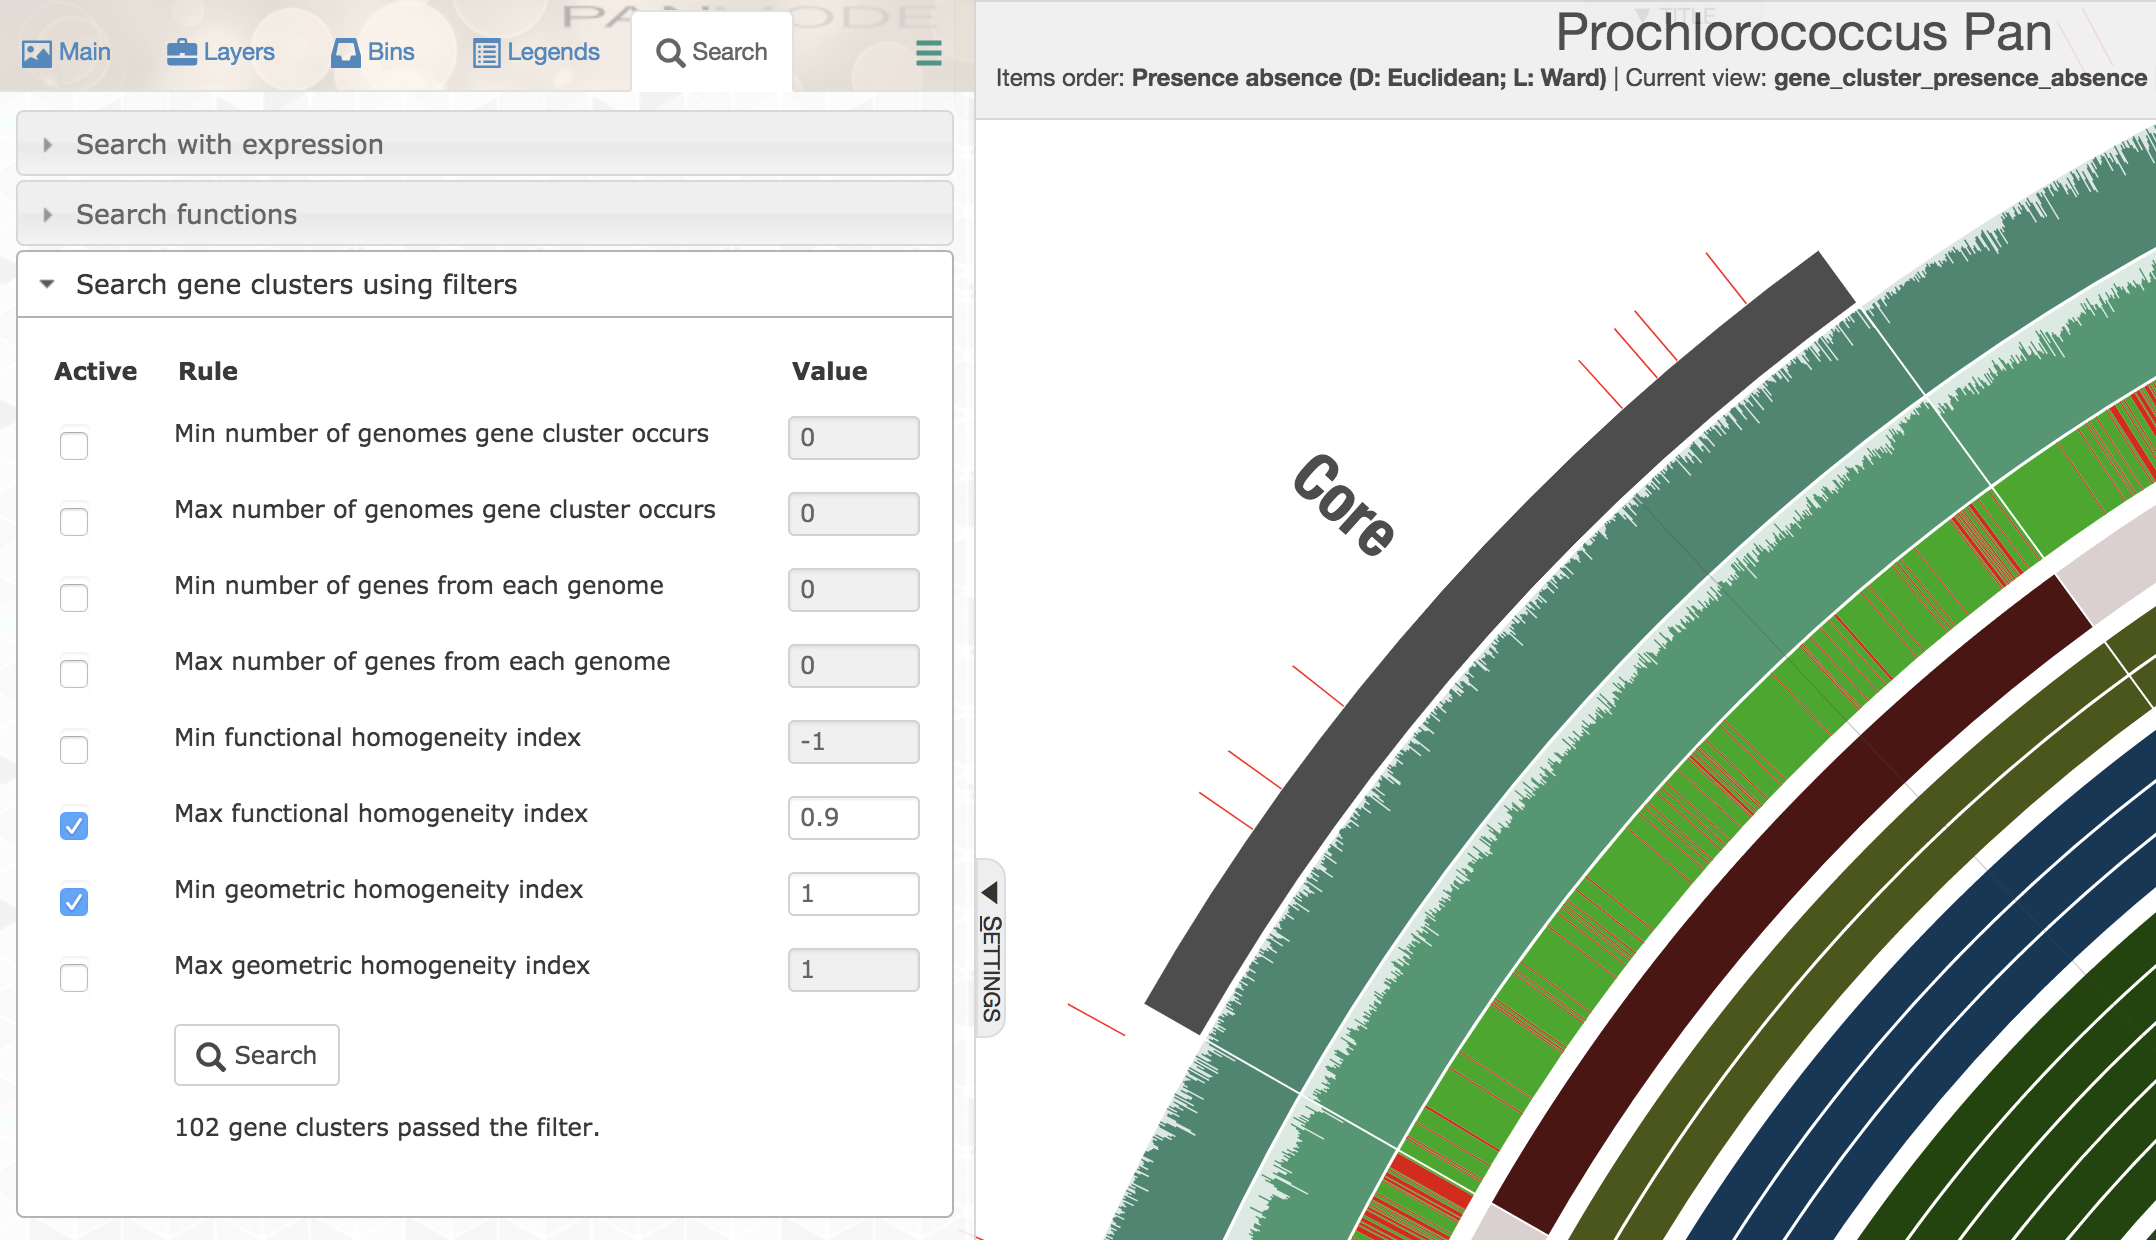 PAN MODE
Main
Layers
Bins
Legends
Search
TITLE
Prochlorococcus Pan
Items order: Presence absence (D: Euclidean; L: Ward) | Current view: gene_cluster_presence_absence
Search with expression
Search functions
Search gene clusters using filters
Active Rule Value
Min number of genomes gene cluster occurs 0
Max number of genomes gene cluster occurs 0
Min number of genes from each genome 0
Max number of genes from each genome 0
Min functional homogeneity index -1
Max functional homogeneity index 0.9
Min geometric homogeneity index 1
Max geometric homogeneity index 1
Search
102 gene clusters passed the filter.
SETTINGS
Core